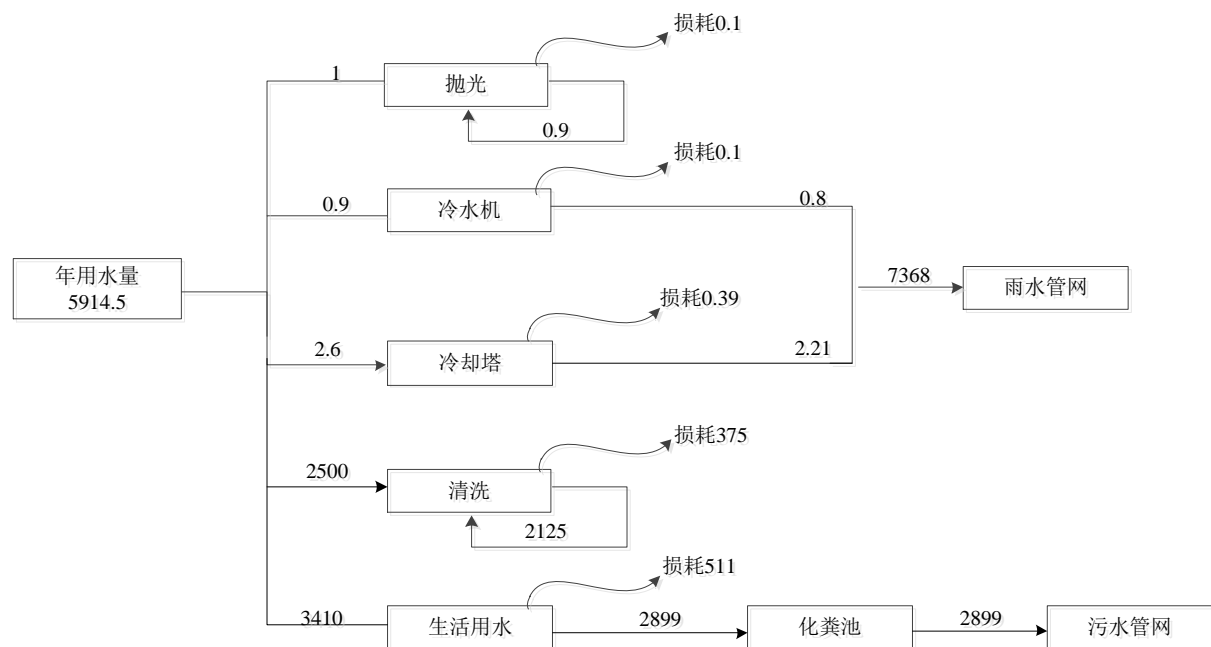 损耗0.1
1
抛光
0.9
损耗0.1
0.9
冷水机
0.8
年用水量
5914.5
7368
雨水管网
损耗0.39
2.6
冷却塔
2.21
损耗375
2500
清洗
2125
损耗511
3410
生活用水
2899
化粪池
2899
污水管网